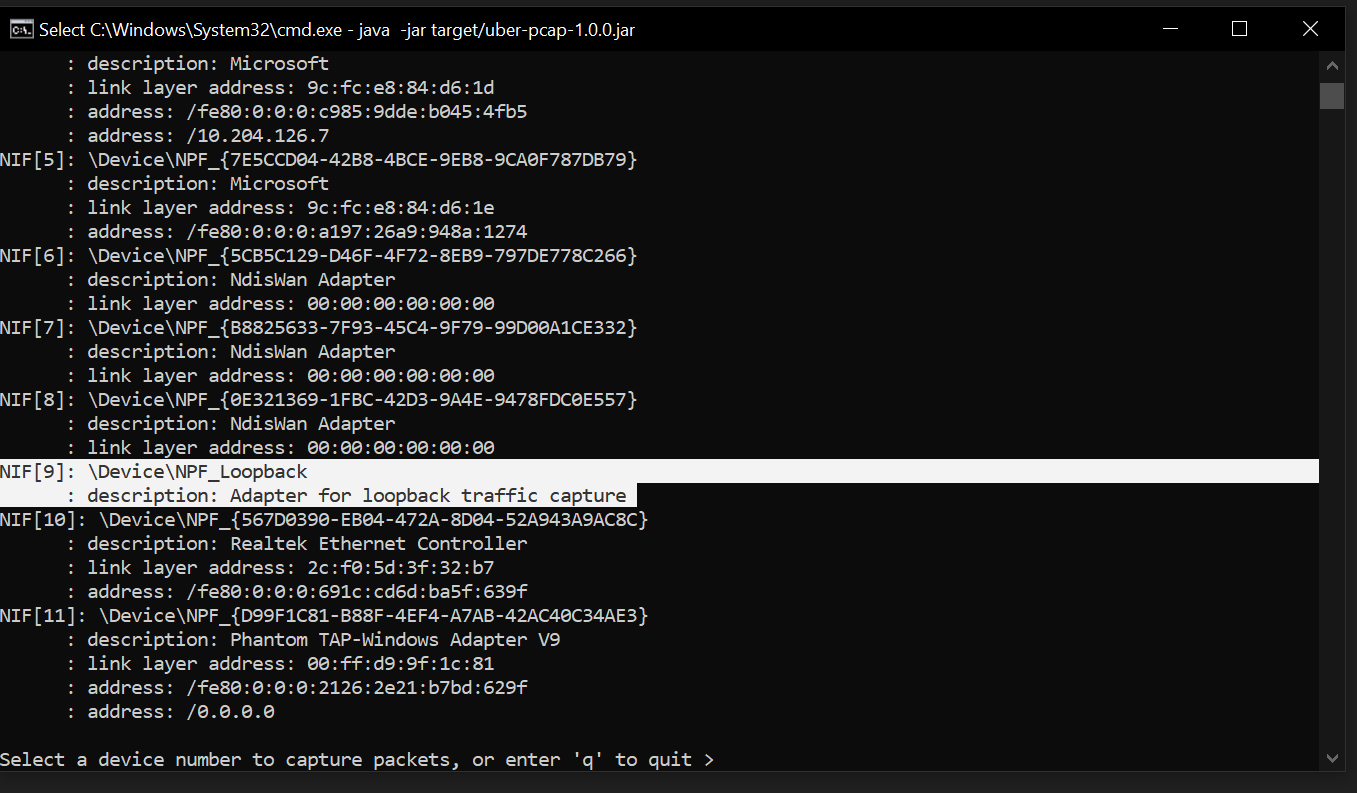 Select C:\Windows\System32\cmd.exe - java  -jar target/uber-pcap-1.0.0.jar
      : description: Microsoft
      : link layer address: 9c:fc:e8:84:d6:1d
      : address: /fe80:0:0:0:c985:9dde:b045:4fb5
      : address: /10.204.126.7
NIF[5]: \Device\NPF_{7E5CCD04-42B8-4BCE-9EB8-9CA0F787DB79}
      : description: Microsoft
      : link layer address: 9c:fc:e8:84:d6:1e
      : address: /fe80:0:0:0:a197:26a9:948a:1274
NIF[6]: \Device\NPF_{5CB5C129-D46F-4F72-8EB9-797DE778C266}
      : description: NdisWan Adapter
      : link layer address: 00:00:00:00:00:00
NIF[7]: \Device\NPF_{B8825633-7F93-45C4-9F79-99D00A1CE332}
      : description: NdisWan Adapter
      : link layer address: 00:00:00:00:00:00
NIF[8]: \Device\NPF_{0E321369-1FBC-42D3-9A4E-9478FDC0E557}
      : description: NdisWan Adapter
      : link layer address: 00:00:00:00:00:00
NIF[9]: \Device\NPF_Loopback
      : description: Adapter for loopback traffic capture
NIF[10]: \Device\NPF_{567D0390-EB04-472A-8D04-52A943A9AC8C}
      : description: Realtek Ethernet Controller
      : link layer address: 2c:f0:5d:3f:32:b7
      : address: /fe80:0:0:0:691c:cd6d:ba5f:639f
NIF[11]: \Device\NPF_{D99F1C81-B88F-4EF4-A7AB-42AC40C34AE3}
      : description: Phantom TAP-Windows Adapter V9
      : link layer address: 00:ff:d9:9f:1c:81
      : address: /fe80:0:0:0:2126:2e21:b7bd:629f
      : address: /0.0.0.0
Select a device number to capture packets, or enter 'q' to quit >